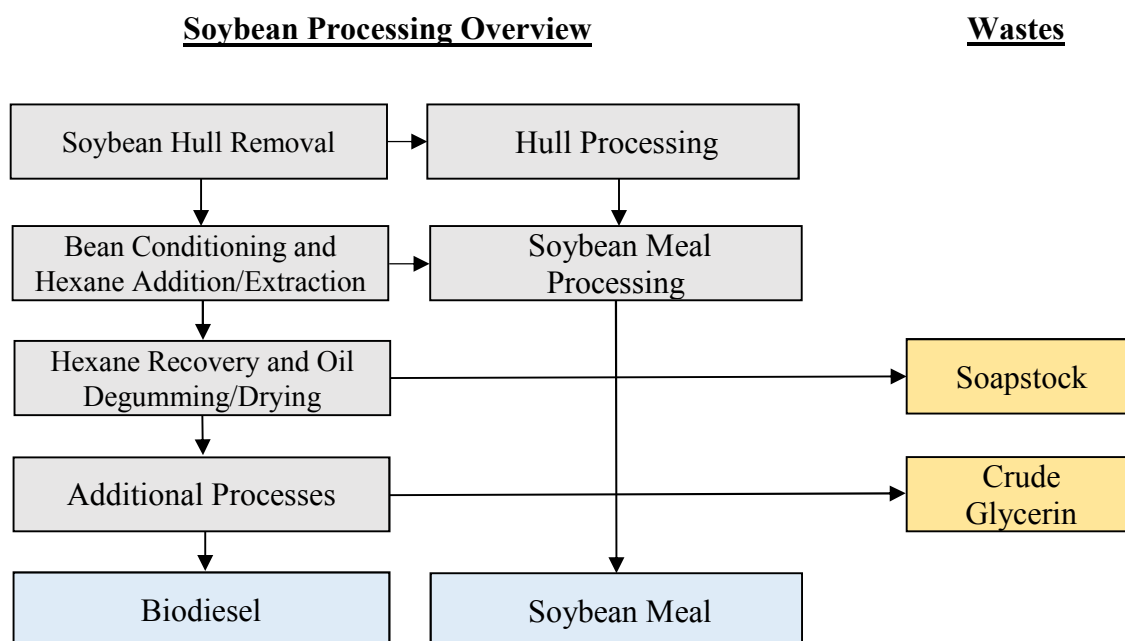 Soybean Processing Overview
Wastes
Soybean Hull Removal
Hull Processing
Bean Conditioning and
Hexane Addition/Extraction
Soybean Meal
Processing
Hexane Recovery and Oil
Degumming/Drying
Soapstock
Additional Processes
Crude
Glycerin
Biodiesel
Soybean Meal